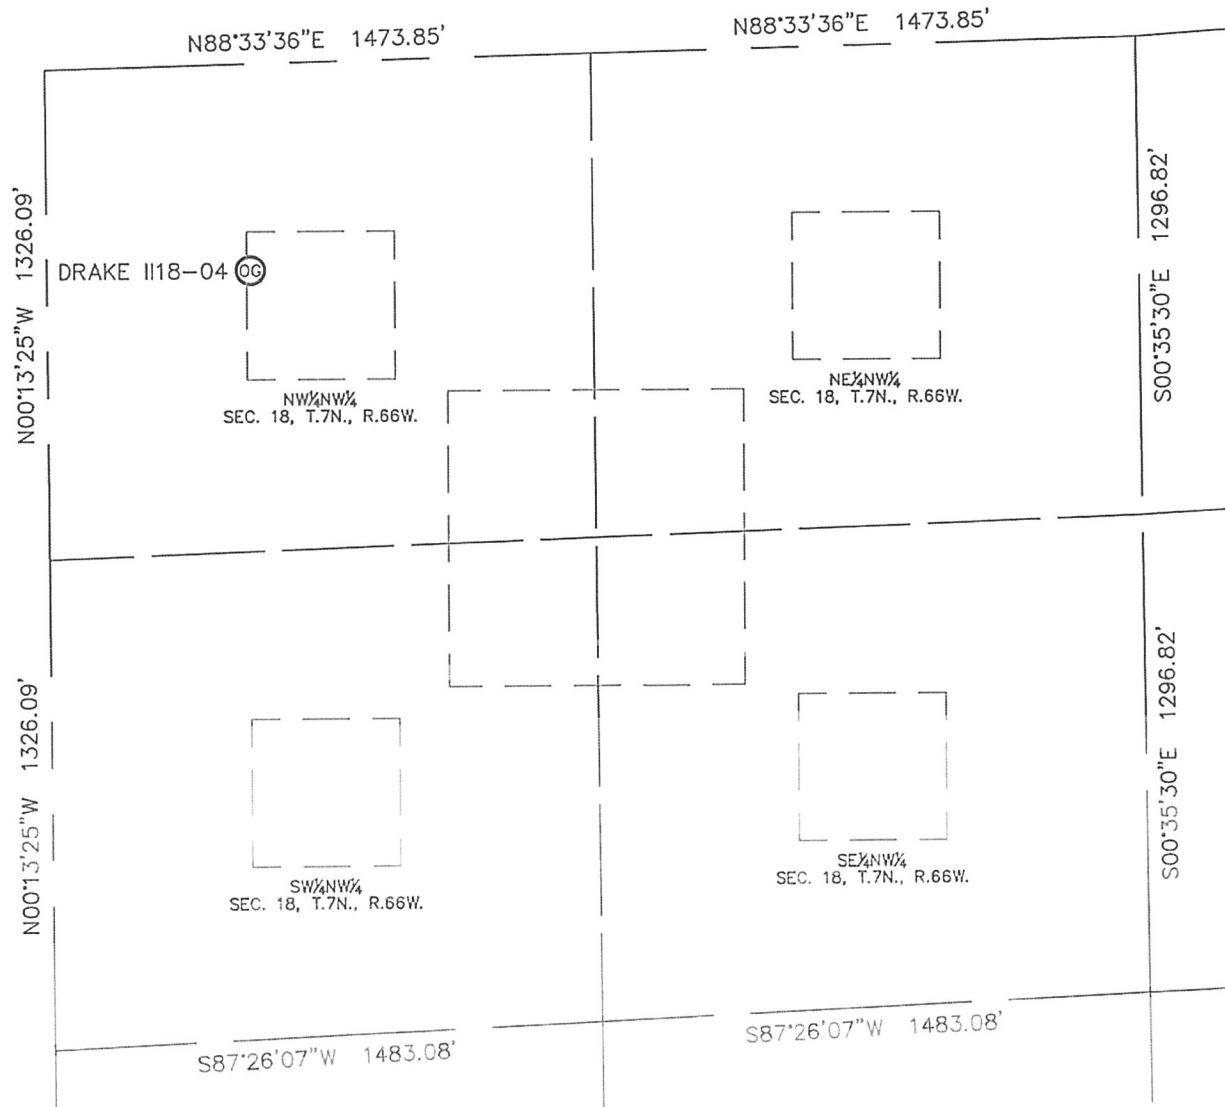 N88°33'36"E 1473.85'
N88°33'36"E 1473.85'
N00°13'25"W 1326.09'
S00°35'30"E 1296.82'
DRAKE II18-04 OG
NW¼NW¼
SEC. 18, T.7N., R.66W.
NE¼NW¼
SEC. 18, T.7N., R.66W.
N00°13'25"W 1326.09'
S00°35'30"E 1296.82'
SW¼NW¼
SEC. 18, T.7N., R.66W.
SE¼NW¼
SEC. 18, T.7N., R.66W.
S87°26'07"W 1483.08'
S87°26'07"W 1483.08'